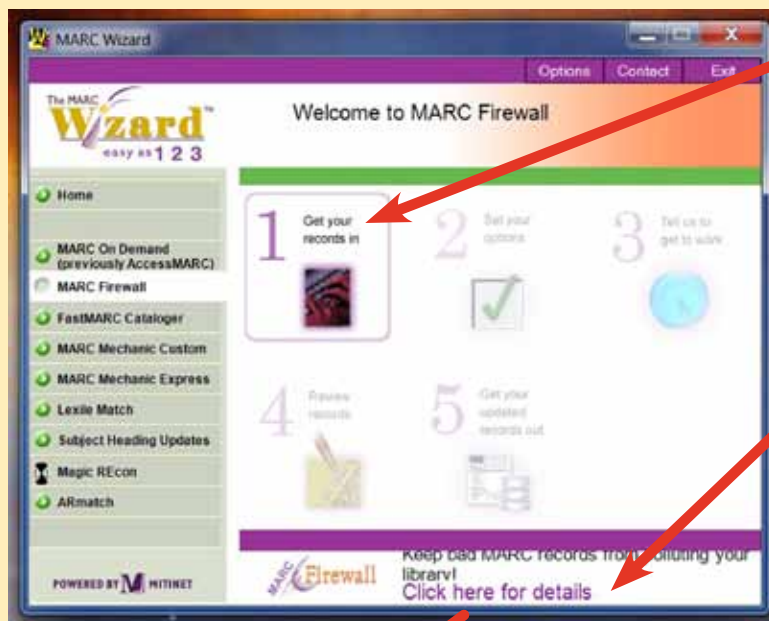 MARC Wizard
Options Contact Exit
The MARC
Wizard™
easy as 1 2 3
Welcome to MARC Firewall
Home
MARC On Demand
(previously AccessMARC)
MARC Firewall
FastMARC Cataloger
MARC Mechanic Custom
MARC Mechanic Express
Lexile Match
Subject Heading Updates
Magic REcon
ARmatch
POWERED BY MITINET
1
Get your
records in
2
Set your
options
3
Tell us to
get to work
4
Review
records
5
Get your
updated
records out
MARC
Firewall
Keep bad MARC records from polluting your
library!
Click here for details